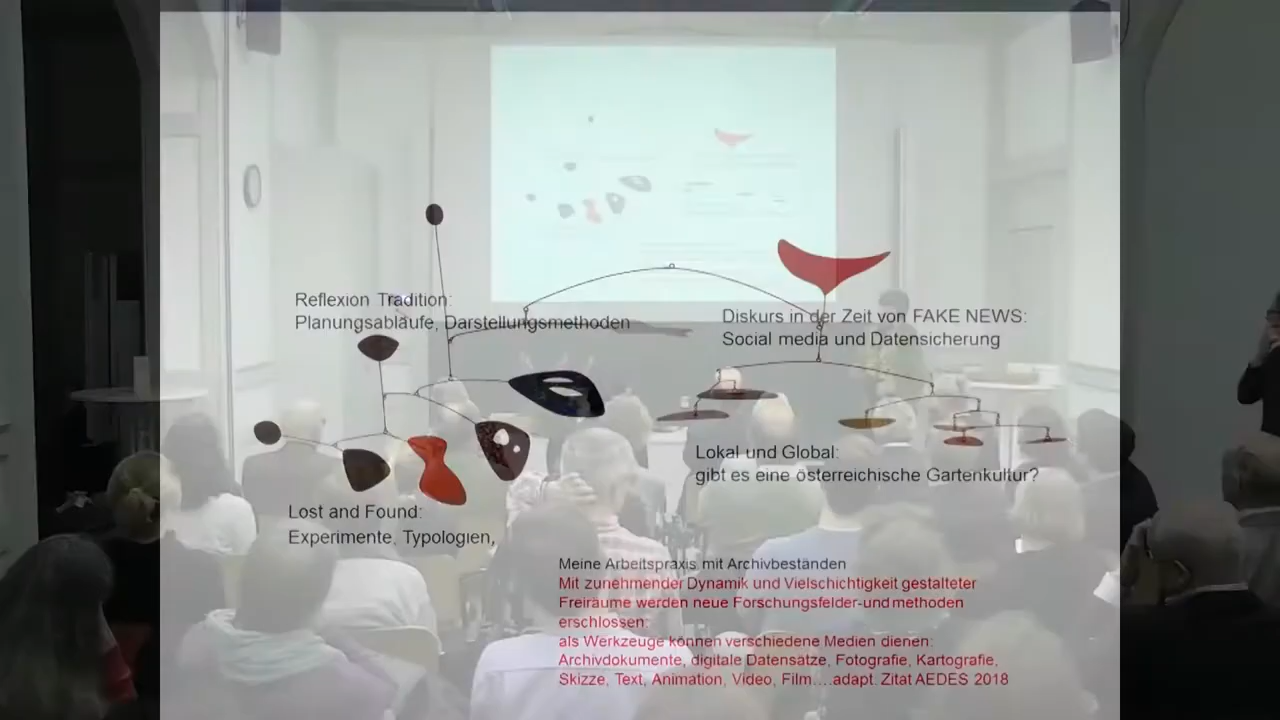 Reflexion Tradition:
Planungsabläufe, Darstellungsmethoden
Diskurs in der Zeit von FAKE NEWS:
Social media und Datensicherung
Lokal und Global:
gibt es eine österreichische Gartenkultur?
Lost and Found:
Experimente, Typologien,
Meine Arbeitspraxis mit Archivbeständen
Mit zunehmender Dynamik und Vielschichtigkeit gestalteter
Freiräume werden neue Forschungsfelder-und methoden
erschlossen:
als Werkzeuge können verschiedene Medien dienen:
Archivdokumente, digitale Datensätze, Fotografie, Kartografie,
Skizze, Text, Animation, Video, Film....adapt. Zitat AEDES 2018